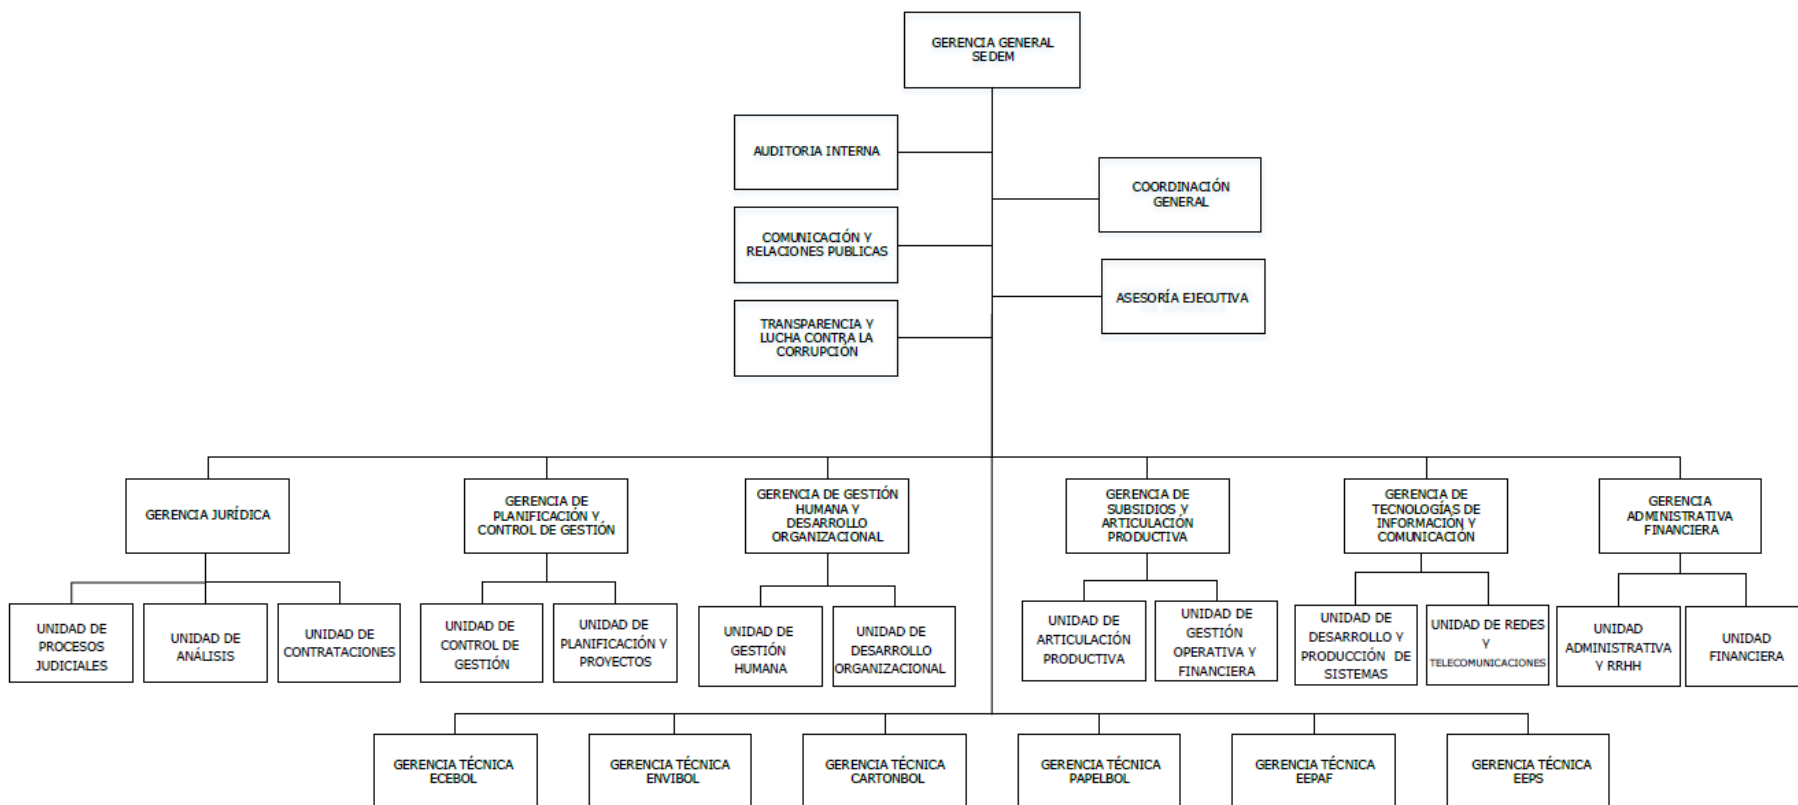 GERENCIA GENERAL
SEDEM
AUDITORIA INTERNA
COORDINACIÓN
GENERAL
COMUNICACIÓN Y
RELACIONES PUBLICAS
ASESORÍA EJECUTIVA
TRANSPARENCIA Y
LUCHA CONTRA LA
CORRUPCIÓN
GERENCIA JURÍDICA
GERENCIA DE
PLANIFICACIÓN Y
CONTROL DE GESTIÓN
GERENCIA DE GESTIÓN
HUMANA Y
DESARROLLO
ORGANIZACIONAL
GERENCIA DE
SUBSIDIOS Y
ARTICULACIÓN
PRODUCTIVA
GERENCIA DE
TECNOLOGÍAS DE
INFORMACIÓN Y
COMUNICACIÓN
GERENCIA
ADMINISTRATIVA
FINANCIERA
UNIDAD DE
PROCESOS
JUDICIALES
UNIDAD DE
ANÁLISIS
UNIDAD DE
CONTRATACIONES
UNIDAD DE
CONTROL DE
GESTIÓN
UNIDAD DE
PLANIFICACIÓN Y
PROYECTOS
UNIDAD DE
GESTIÓN
HUMANA
UNIDAD DE
DESARROLLO
ORGANIZACIONAL
UNIDAD DE
ARTICULACIÓN
PRODUCTIVA
UNIDAD DE
GESTIÓN
OPERATIVA Y
FINANCIERA
UNIDAD DE
DESARROLLO Y
PRODUCCIÓN DE
SISTEMAS
UNIDAD DE REDES
Y
TELECOMUNICACIONES
UNIDAD
ADMINISTRATIVA
Y RRHH
UNIDAD
FINANCIERA
GERENCIA TÉCNICA
ECEBOL
GERENCIA TÉCNICA
ENVIBOL
GERENCIA TÉCNICA
CARTONBOL
GERENCIA TÉCNICA
PAPELBOL
GERENCIA TÉCNICA
EEPAF
GERENCIA TÉCNICA
EEPS